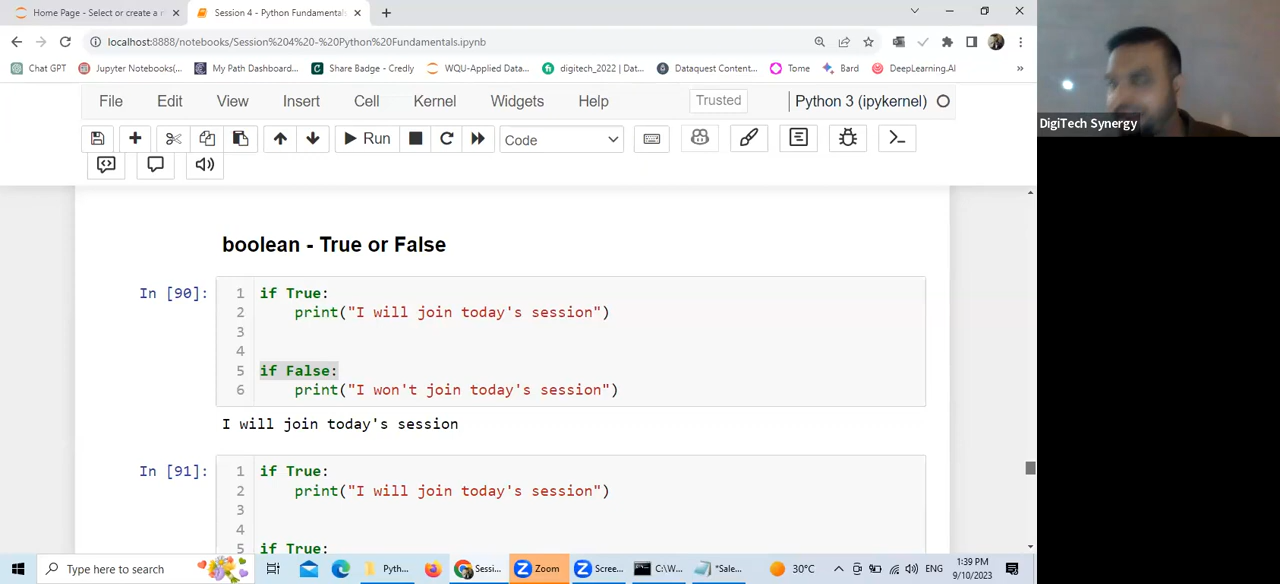 Home Page - Select or create a n
Session 4 - Python Fundamentals
localhost:8888/notebooks/Session%204%20-%20Python%20Fundamentals.ipynb
Chat GPT
Jupyter Notebooks(...
My Path Dashboard...
Share Badge - Credly
WQU-Applied Data...
digitech_2022 | Dat...
Dataquest Content...
Tome
Bard
DeepLearning.AI
»
File Edit View Insert Cell Kernel Widgets Help Trusted Python 3 (ipykernel)
Run Code
DigiTech Synergy
boolean - True or False
In [90]:
1 if True:
2 print("I will join today's session")
3
4
5 if False:
6 print("I won't join today's session")
I will join today's session
In [91]:
1 if True:
2 print("I will join today's session")
3
4
5 if True:
Type here to search
Pyth...
Sessi...
Zoom
Scree...
C:\W...
*Sale...
30°C
ENG
1:39 PM
9/10/2023